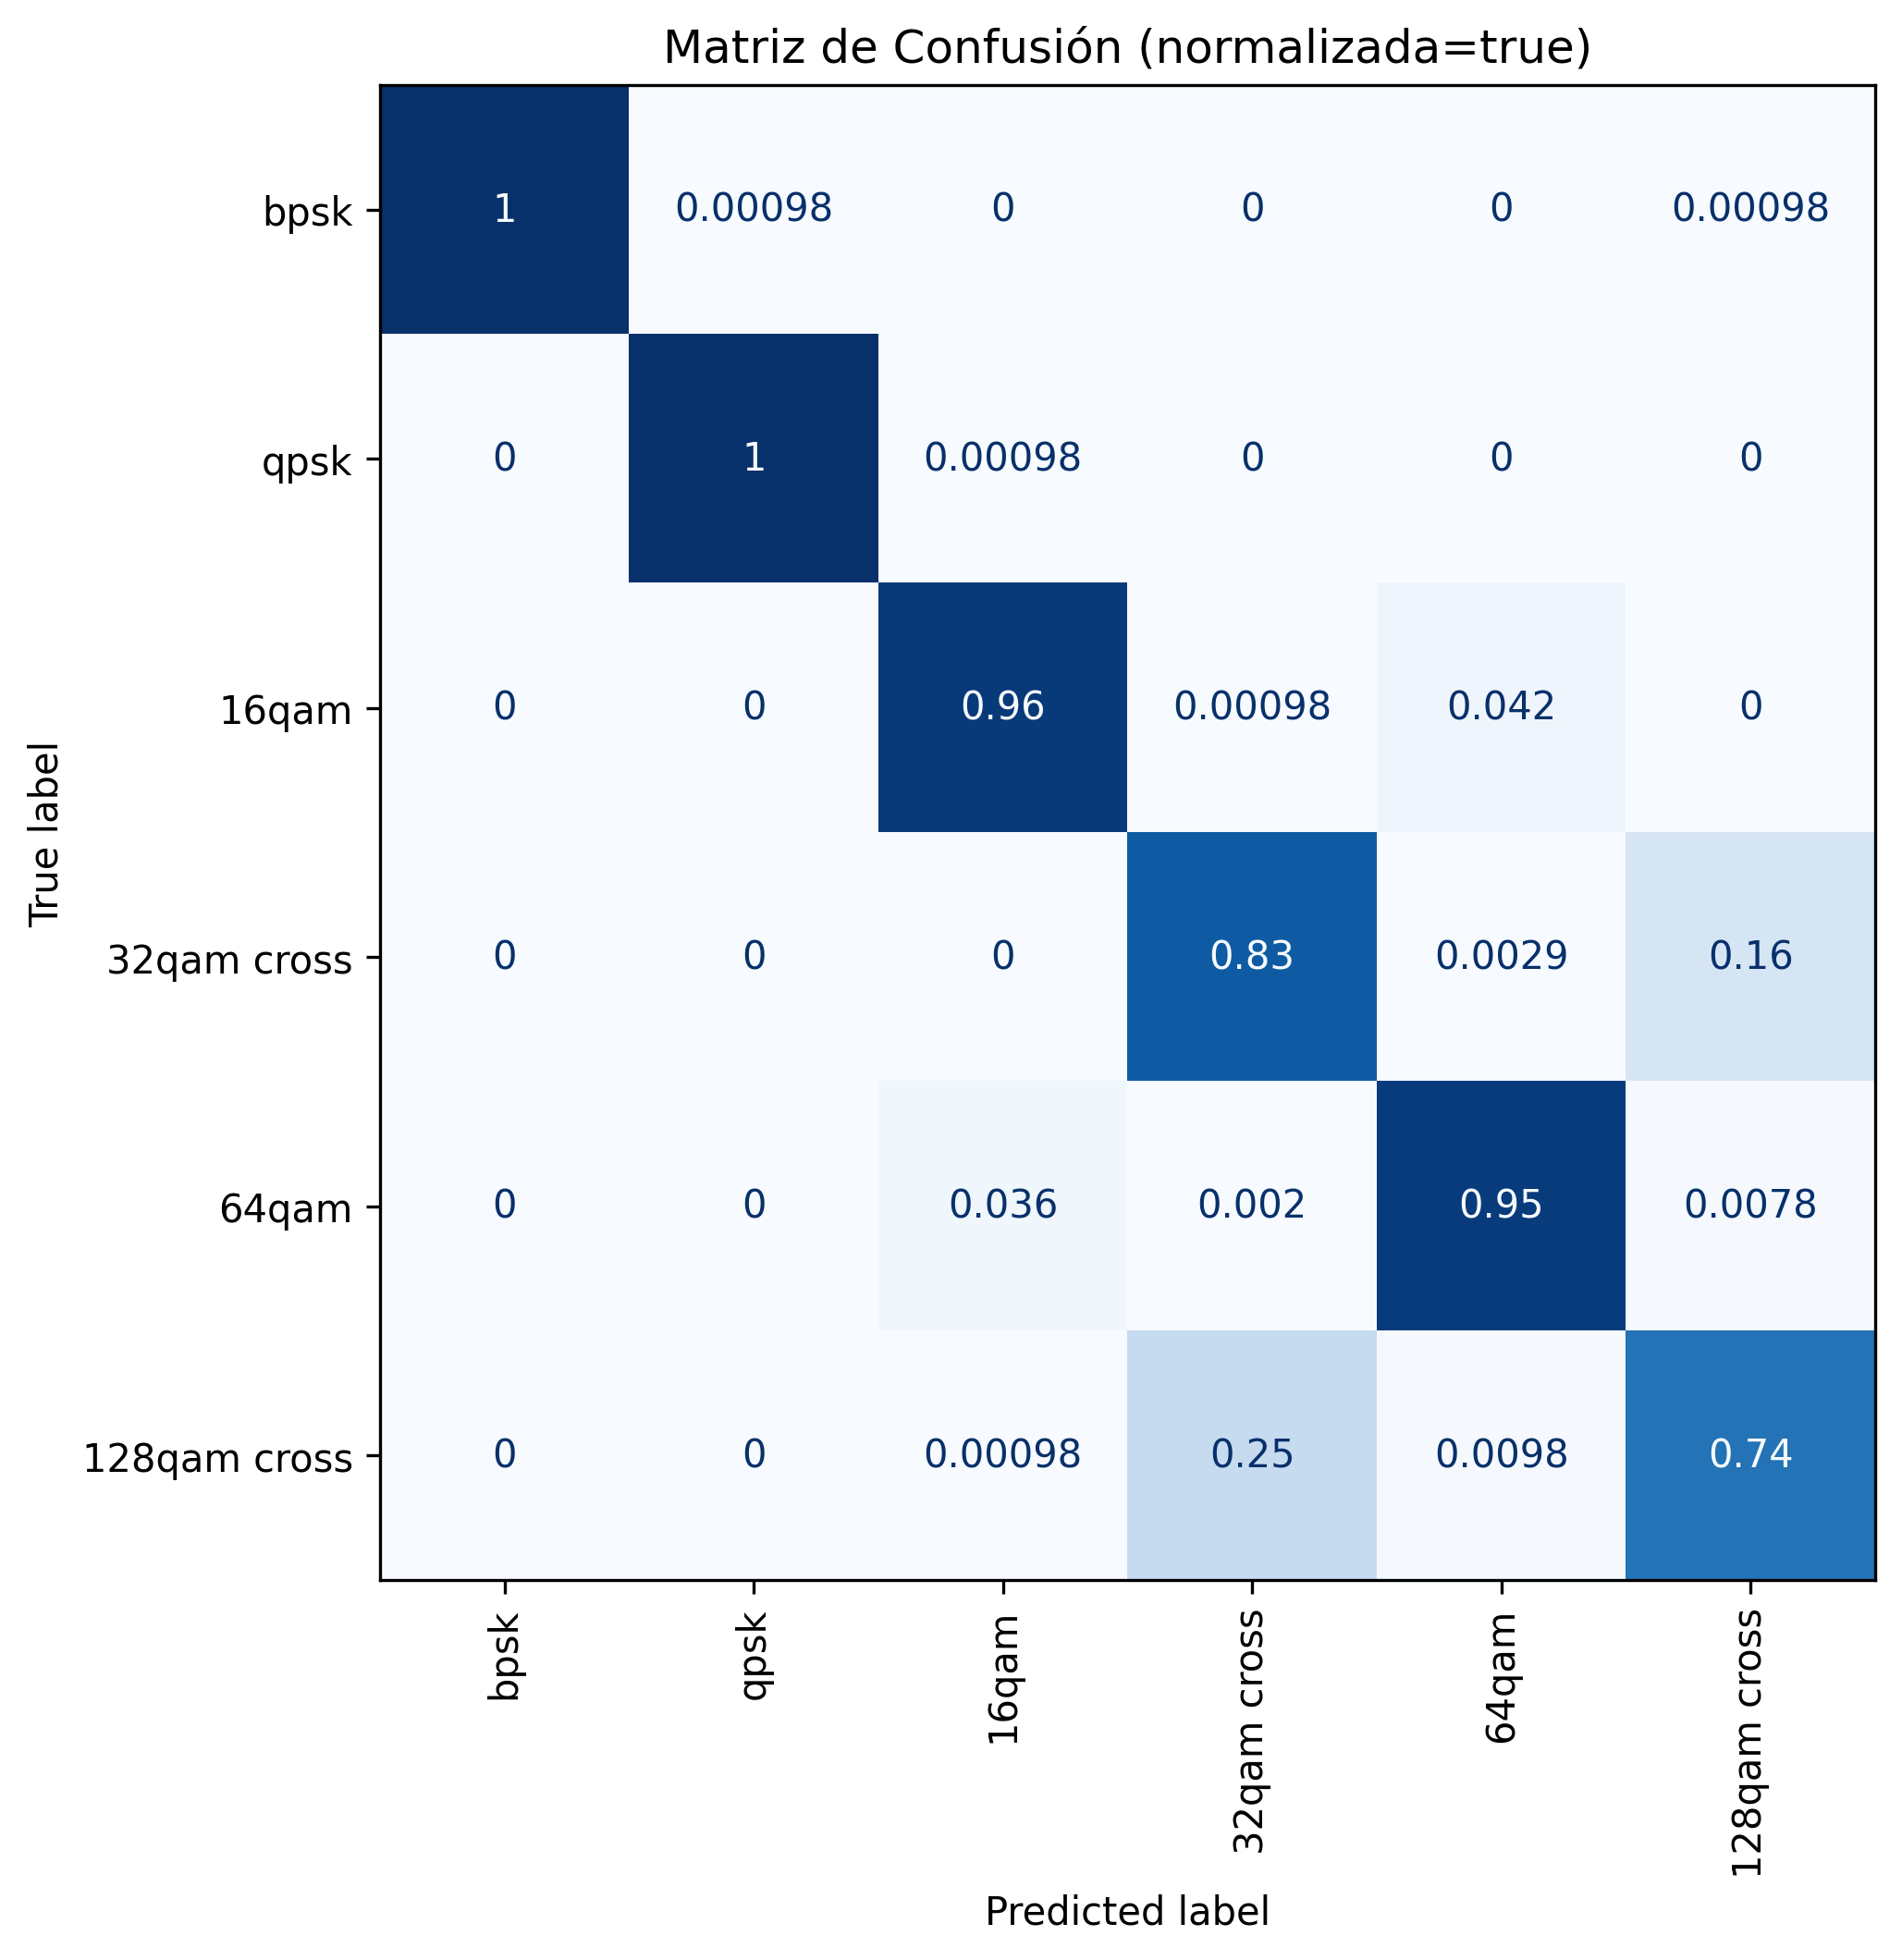 Matriz de Confusión (normalizada=true)
True label
bpsk 1 0.00098 0 0 0 0.00098
qpsk 0 1 0.00098 0 0 0
16qam 0 0 0.96 0.00098 0.042 0
32qam cross 0 0 0 0.83 0.0029 0.16
64qam 0 0 0.036 0.002 0.95 0.0078
128qam cross 0 0 0.00098 0.25 0.0098 0.74
bpsk qpsk 16qam 32qam cross 64qam 128qam cross
Predicted label